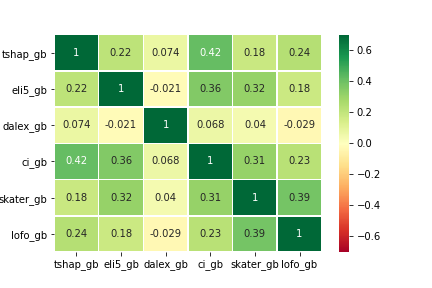 tshap_gb 1 0.22 0.074 0.42 0.18 0.24
eli5_gb 0.22 1 -0.021 0.36 0.32 0.18
dalex_gb 0.074 -0.021 1 0.068 0.04 -0.029
ci_gb 0.42 0.36 0.068 1 0.31 0.23
skater_gb 0.18 0.32 0.04 0.31 1 0.39
lofo_gb 0.24 0.18 -0.029 0.23 0.39 1
tshap_gb eli5_gb dalex_gb ci_gb skater_gb lofo_gb
0.6
0.4
0.2
0.0
−0.2
−0.4
−0.6